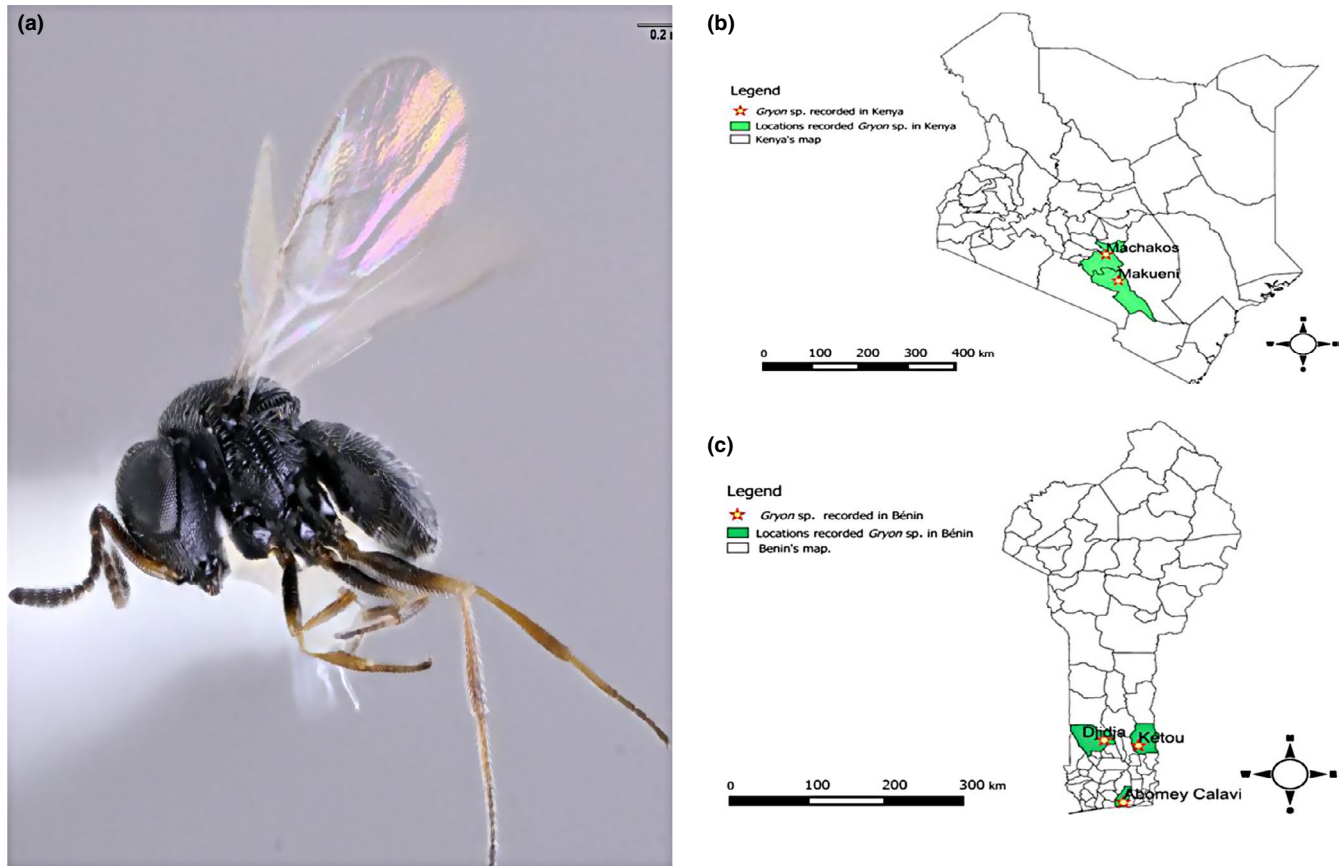 (a)
0.2
(b)
Legend
Gryon sp. recorded in Kenya
Locations recorded Gryon sp. in Kenya
Kenya's map
Machakos
Makueni
0 100 200 300 400 km
(c)
Legend
Gryon sp. recorded in Bénin
Locations recorded Gryon sp. in Bénin
Benin's map.
Djidja
Kétou
Abomey Calavi
0 100 200 300 km